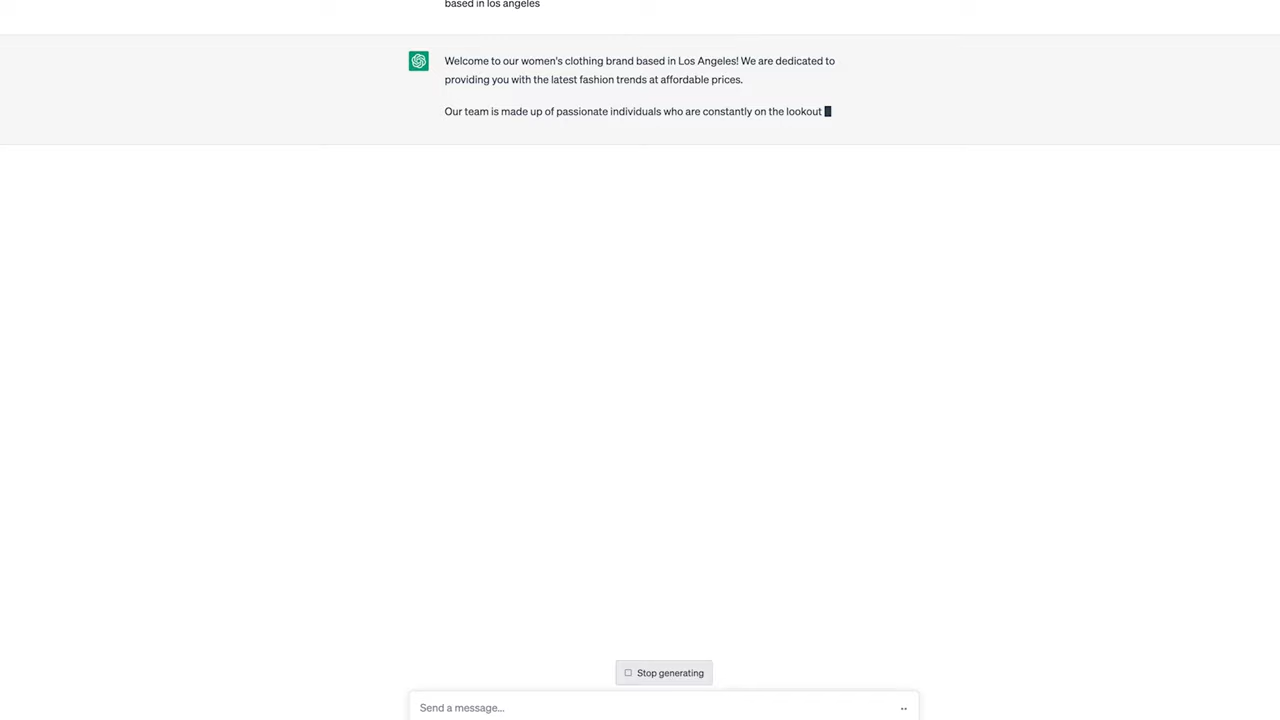 based in los angeles
Welcome to our women's clothing brand based in Los Angeles! We are dedicated to
providing you with the latest fashion trends at affordable prices.
Our team is made up of passionate individuals who are constantly on the lookout
Stop generating
Send a message...